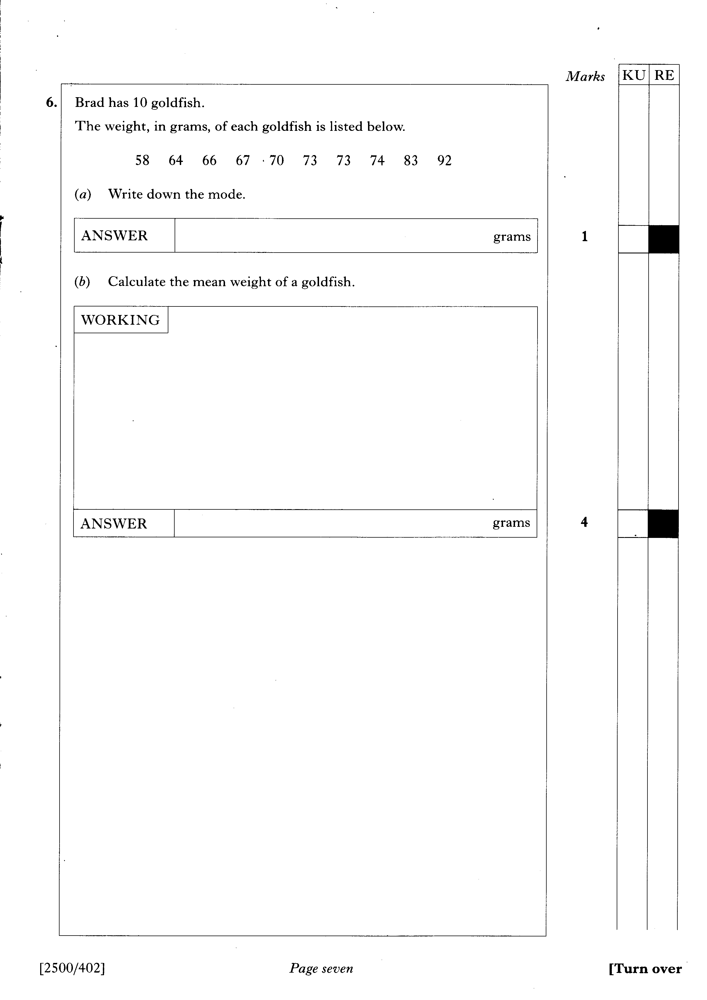 Marks KU RE
6. Brad has 10 goldfish.
The weight, in grams, of each goldfish is listed below.
58 64 66 67 70 73 73 74 83 92
(a) Write down the mode.
ANSWER grams 1
(b) Calculate the mean weight of a goldfish.
WORKING
ANSWER grams 4
[2500/402] Page seven [Turn over